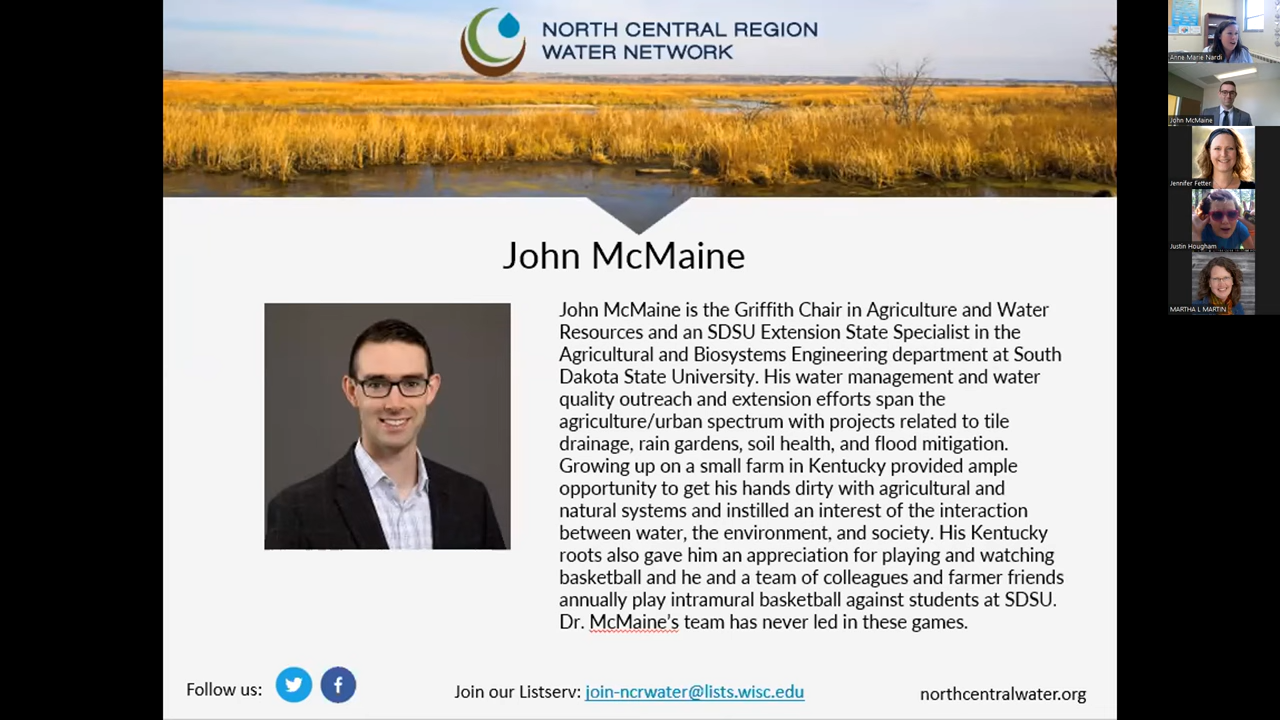 NORTH CENTRAL REGION
WATER NETWORK
John McMaine
John McMaine is the Griffith Chair in Agriculture and Water
Resources and an SDSU Extension State Specialist in the
Agricultural and Biosystems Engineering department at South
Dakota State University. His water management and water
quality outreach and extension efforts span the
agriculture/urban spectrum with projects related to tile
drainage, rain gardens, soil health, and flood mitigation.
Growing up on a small farm in Kentucky provided ample
opportunity to get his hands dirty with agricultural and
natural systems and instilled an interest of the interaction
between water, the environment, and society. His Kentucky
roots also gave him an appreciation for playing and watching
basketball and he and a team of colleagues and farmer friends
annually play intramural basketball against students at SDSU.
Dr. McMaine's team has never led in these games.
Follow us:
Join our Listserv: join-ncrwater@lists.wisc.edu
northcentralwater.org
Anne Marie Nardi
John McMaine
Jennifer Fetter
Justin Hougham
MARTHA L MARTIN